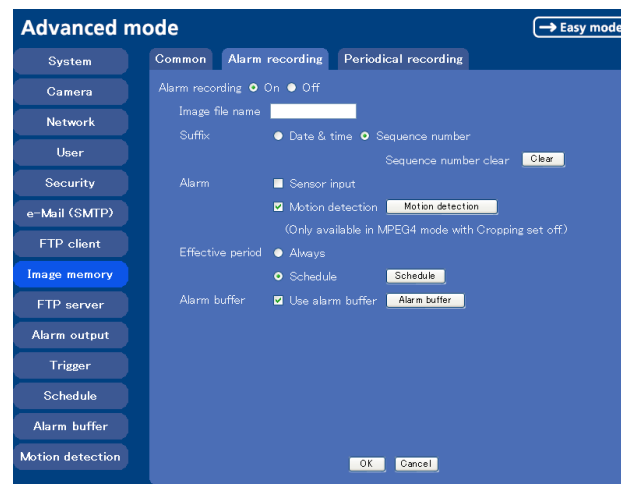 Advanced mode
→ Easy mode
System
Camera
Network
User
Security
e-Mail (SMTP)
FTP client
Image memory
FTP server
Alarm output
Trigger
Schedule
Alarm buffer
Motion detection
Common Alarm recording Periodical recording
Alarm recording On Off
Image file name
Suffix Date & time Sequence number
Sequence number clear Clear
Alarm Sensor input
Motion detection Motion detection
(Only available in MPEG4 mode with Cropping set off.)
Effective period Always
Schedule Schedule
Alarm buffer Use alarm buffer Alarm buffer
OK Cancel